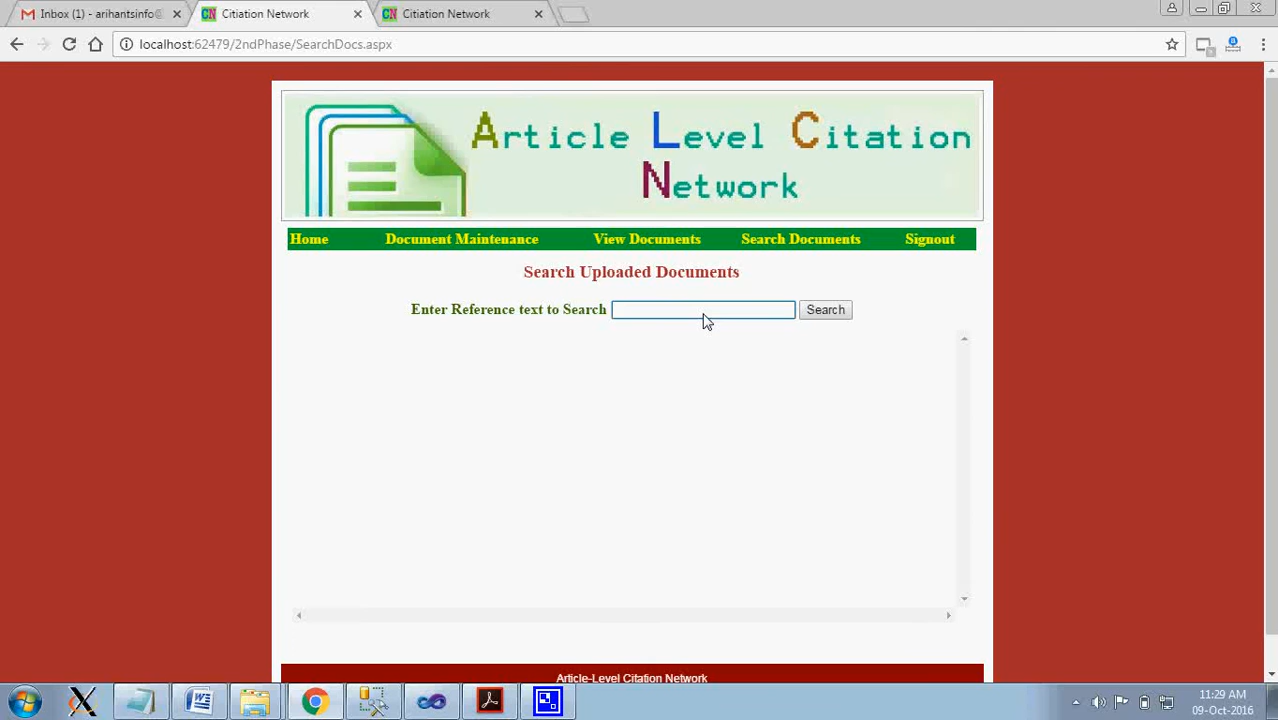 Inbox (1) - arihantsinfo@
Citation Network
Citation Network
localhost:62479/2ndPhase/SearchDocs.aspx
Article Level Citation
Network
Home Document Maintenance View Documents Search Documents Signout
Search Uploaded Documents
Enter Reference text to Search Search
Article-Level Citation Network
11:29 AM
09-Oct-2016